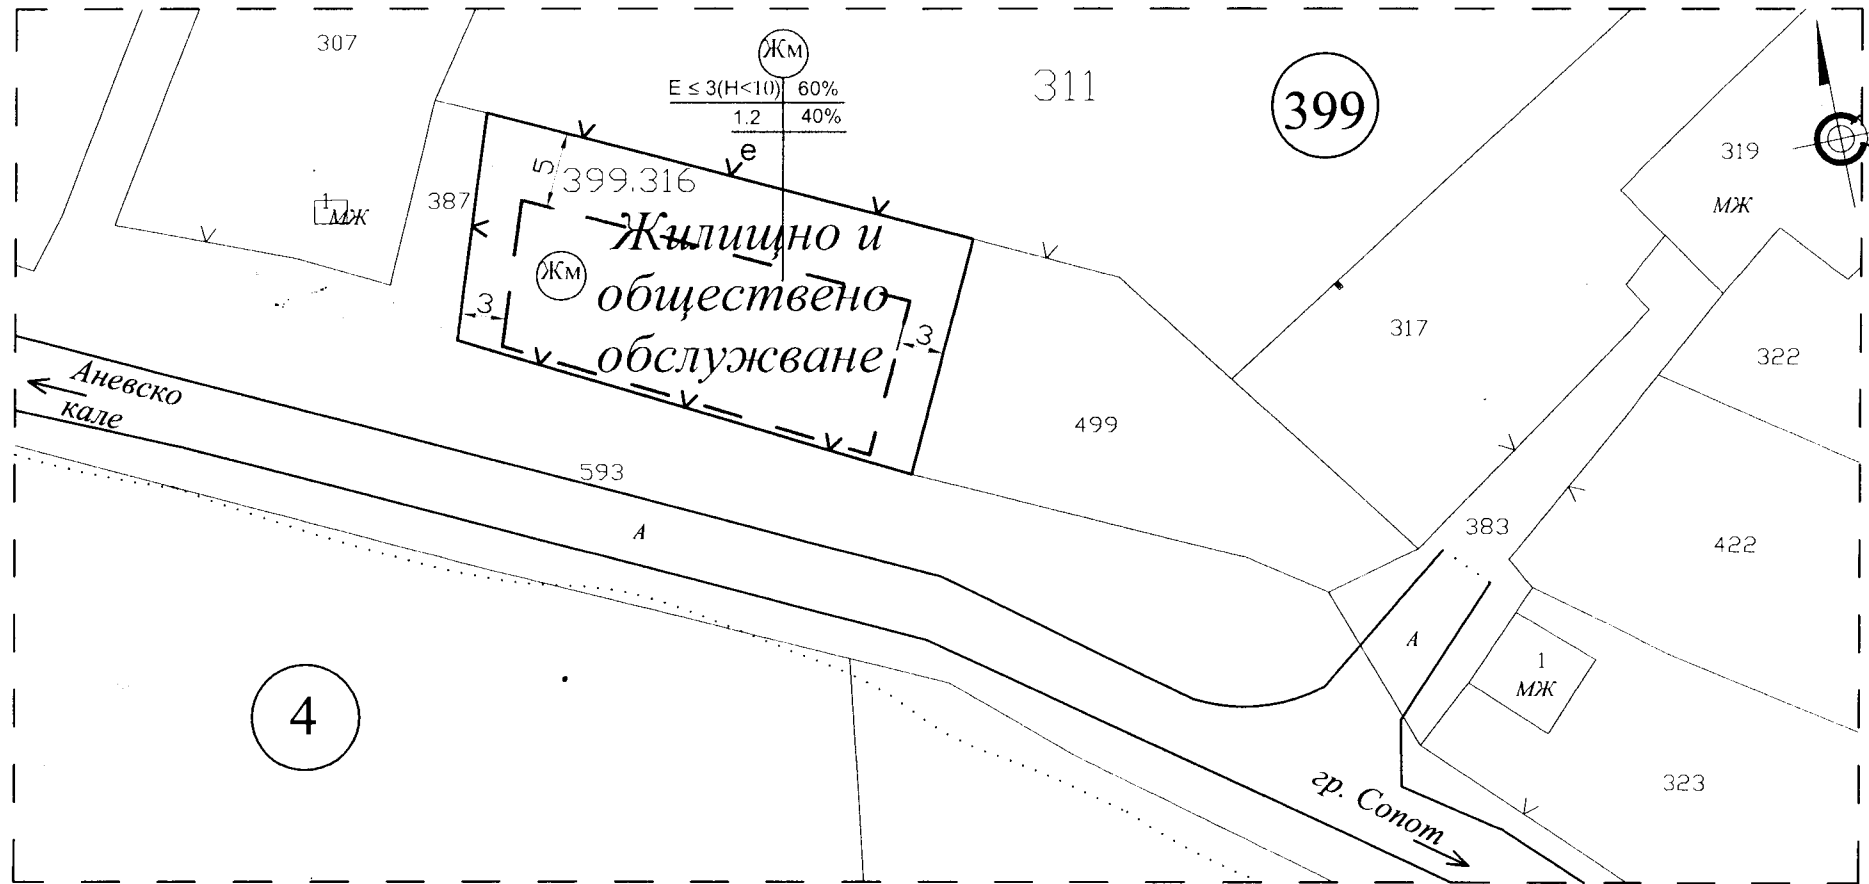 307
Жм
E ≤ 3(H<10) 60%
1.2 40%
311
399
319
МЖ
5
e
399.316
387
1
МЖ
Жилищно и
обществено
обслужване
Жм
3
3
317
322
Аневско
кале
499
593
А
383
422
А
1
МЖ
4
323
гр. Сопот